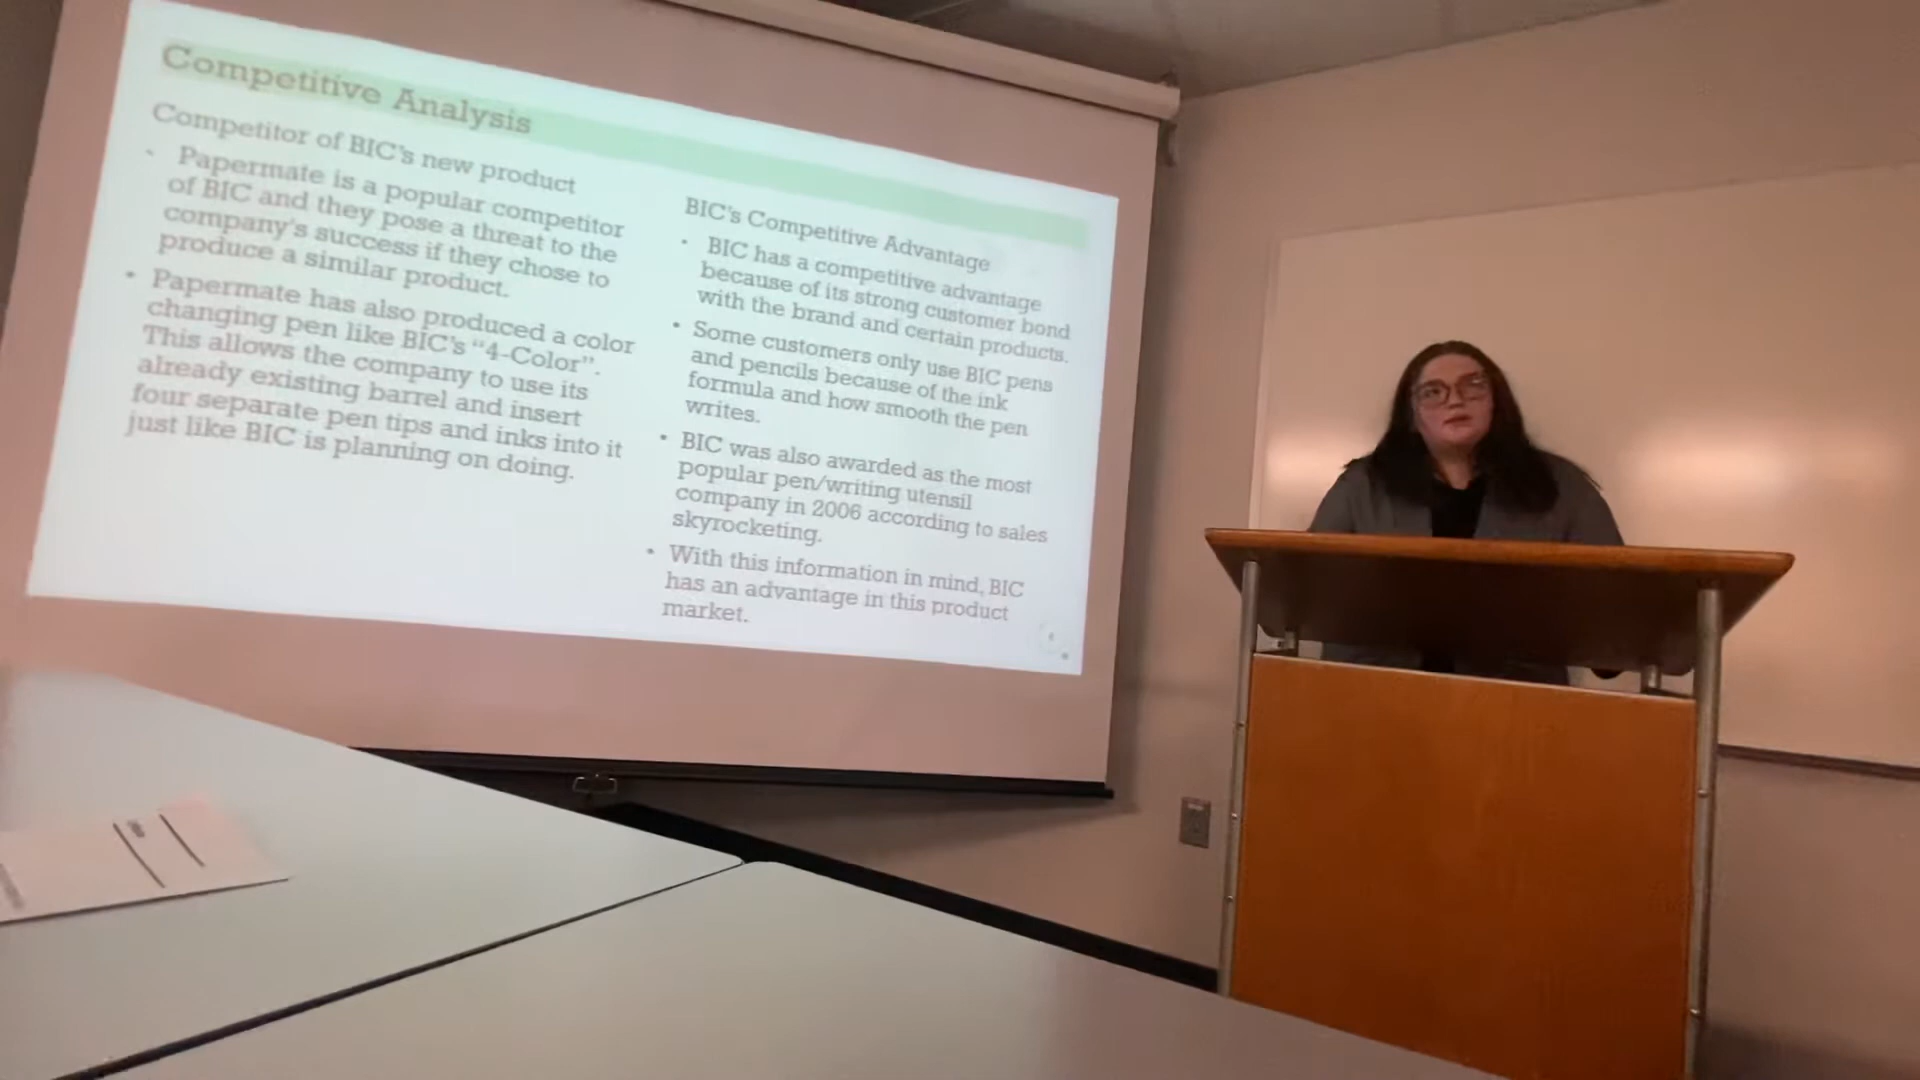 Competitive Analysis
Competitor of BIC's new product
Papermate is a popular competitor
of BIC and they pose a threat to the
company's success if they chose to
produce a similar product.
Papermate has also produced a color
changing pen like BIC's “4-Color”.
This allows the company to use its
already existing barrel and insert
four separate pen tips and inks into it
just like BIC is planning on doing.
BIC's Competitive Advantage
BIC has a competitive advantage
because of its strong customer bond
with the brand and certain products.
Some customers only use BIC pens
and pencils because of the ink
formula and how smooth the pen
writes.
BIC was also awarded as the most
popular pen/writing utensil
company in 2006 according to sales
skyrocketing.
With this information in mind, BIC
has an advantage in this product
market.